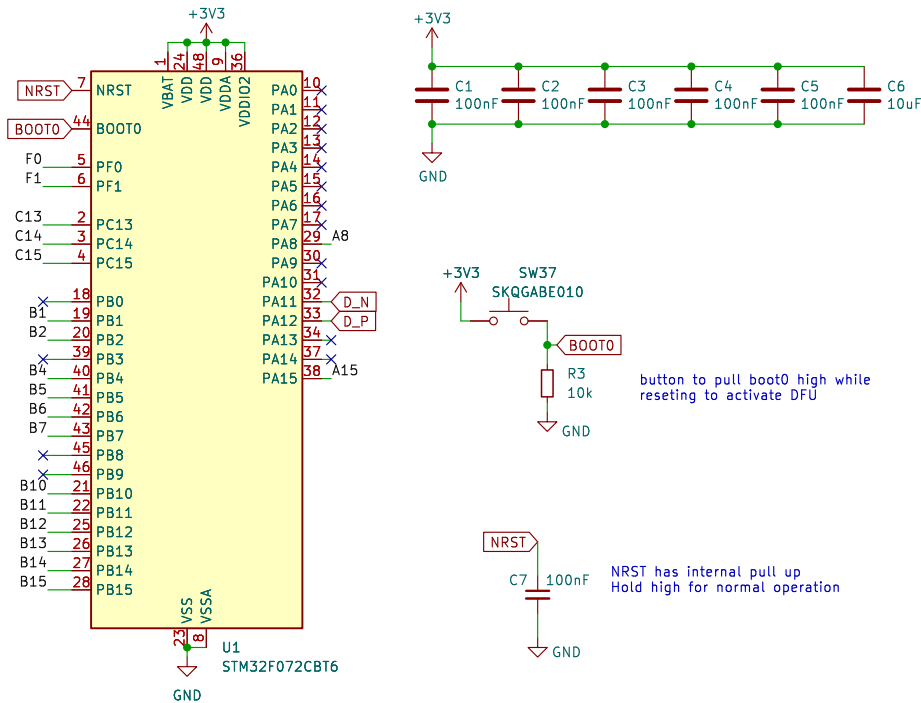 +3V3
1
24
48
9
36
VBAT
VDD
VDD
VDDA
VDDIO2
NRST
7
NRST
BOOT0
44
BOOT0
F0
5
PF0
F1
6
PF1
C13
2
PC13
C14
3
PC14
C15
4
PC15
18
PB0
B1
19
PB1
B2
20
PB2
39
PB3
B4
40
PB4
B5
41
PB5
B6
42
PB6
B7
43
PB7
45
PB8
46
PB9
B10
21
PB10
B11
22
PB11
B12
25
PB12
B13
26
PB13
B14
27
PB14
B15
28
PB15
PA0
10
PA1
11
PA2
12
PA3
13
PA4
14
PA5
15
PA6
16
PA7
17
PA8
29
A8
PA9
30
PA10
31
PA11
32
D_N
PA12
33
D_P
PA13
34
PA14
37
PA15
38
A15
VSS
VSSA
23
8
GND
U1
STM32F072CBT6
+3V3
C1
100nF
C2
100nF
C3
100nF
C4
100nF
C5
100nF
C6
10uF
GND
+3V3
SW37
SKQGABE010
BOOT0
R3
10k
GND
button to pull boot0 high while
reseting to activate DFU
NRST
C7
100nF
GND
NRST has internal pull up
Hold high for normal operation